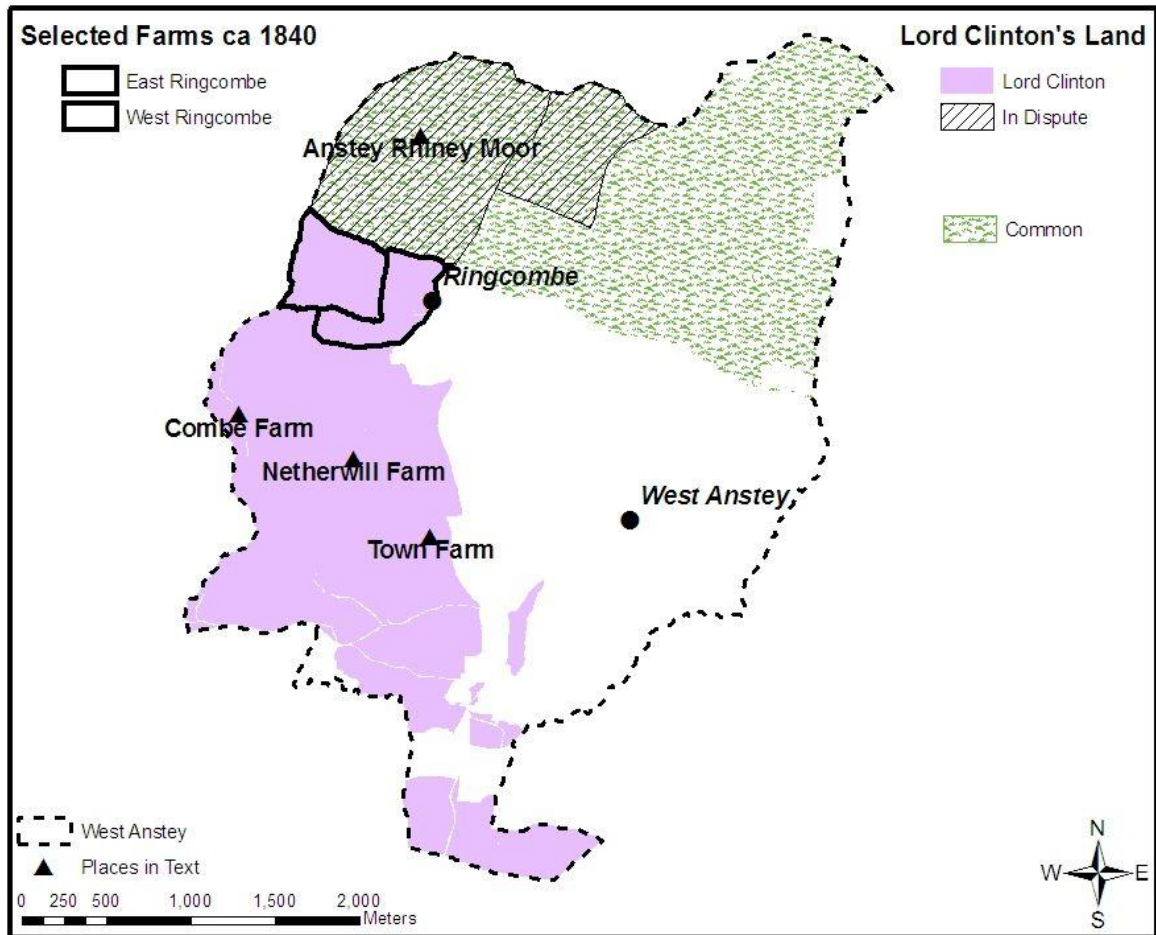 Selected Farms ca 1840
East Ringcombe
West Ringcombe
Lord Clinton's Land
Lord Clinton
In Dispute
Common
Anstey Rhiney Moor
Ringcombe
Combe Farm
Netherwill Farm
West Anstey
Town Farm
West Anstey
Places in Text
0 250 500 1,000 1,500 2,000
Meters
N
W E
S